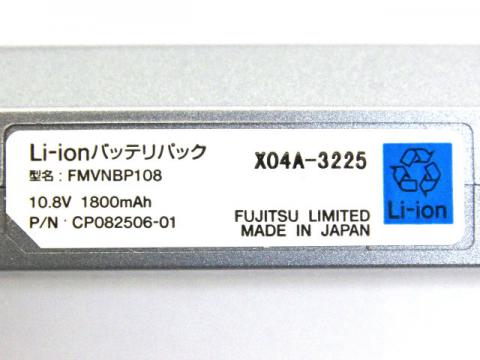 Li-ionバッテリパック
型名：FMVNBP108
10.8V 1800mAh
P/N : CP082506-01
X04A-3225
FUJITSU LIMITED
MADE IN JAPAN
Li-ion